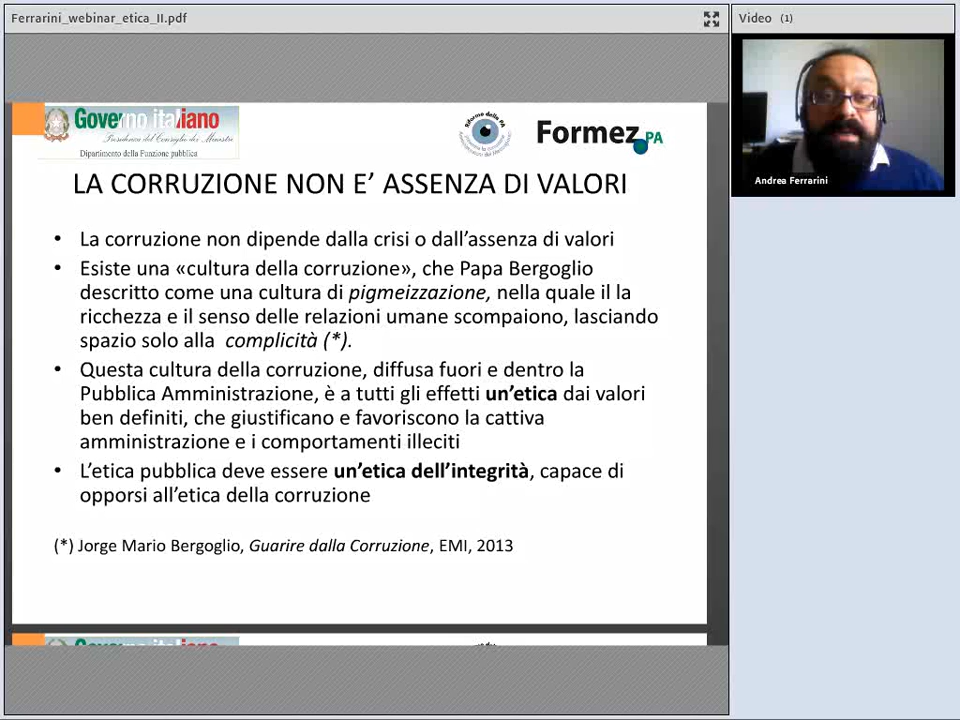 Ferrarini_webinar_etica_II.pdf
Video (1)
Governo italiano
Presidenza del Consiglio dei Ministri
Dipartimento della Funzione pubblica
Riforme della PA
Formez PA
Andrea Ferrarini
LA CORRUZIONE NON E’ ASSENZA DI VALORI
• La corruzione non dipende dalla crisi o dall’assenza di valori
• Esiste una «cultura della corruzione», che Papa Bergoglio
descritto come una cultura di pigmeizzazione, nella quale il la
ricchezza e il senso delle relazioni umane scompaiono, lasciando
spazio solo alla complicità (*).
• Questa cultura della corruzione, diffusa fuori e dentro la
Pubblica Amministrazione, è a tutti gli effetti un’etica dai valori
ben definiti, che giustificano e favoriscono la cattiva
amministrazione e i comportamenti illeciti
• L’etica pubblica deve essere un’etica dell’integrità, capace di
opporsi all’etica della corruzione
(*) Jorge Mario Bergoglio, Guarire dalla Corruzione, EMI, 2013